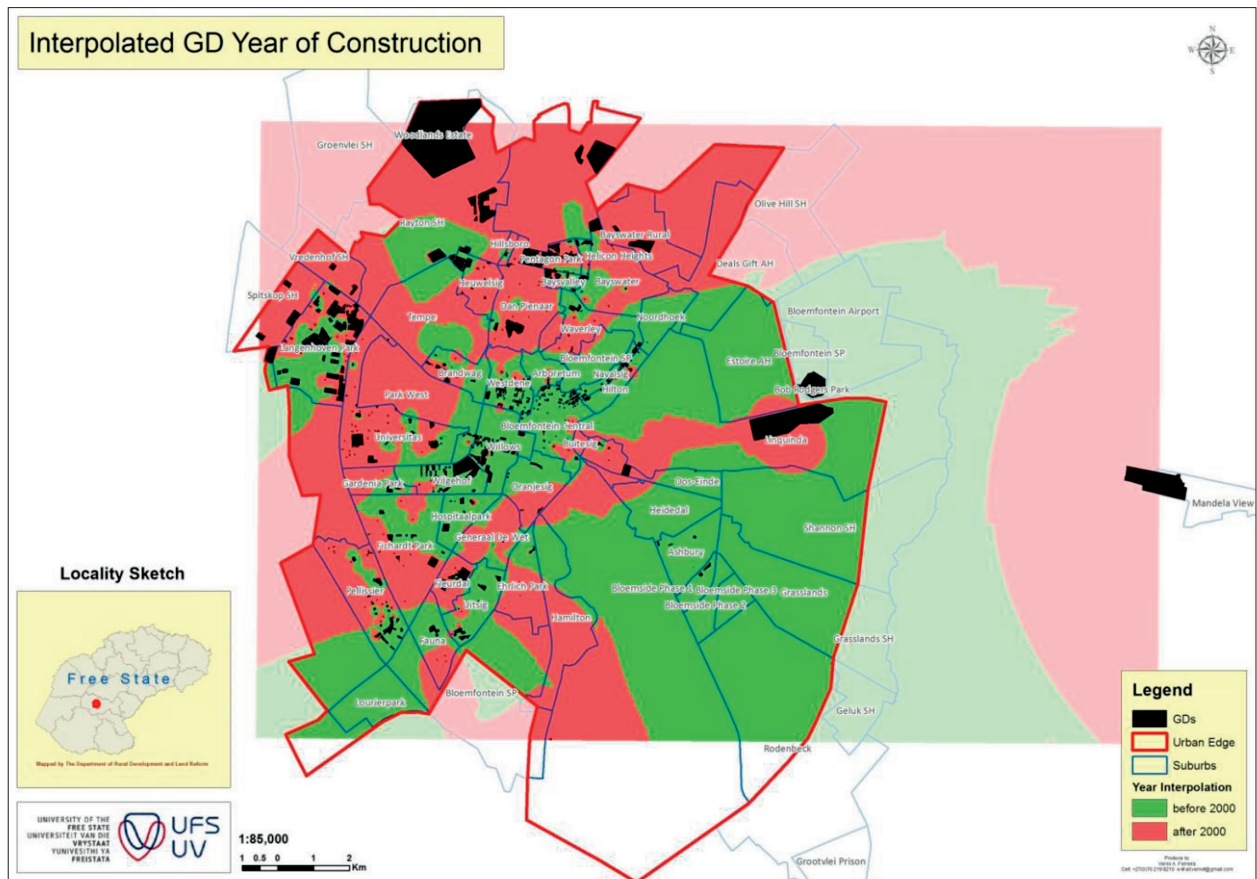 Interpolated GD Year of Construction
N
W E
S
Woodlands Estate
Groenvlei SH
Olive Hill SH
Rayton SH
Bayswater Rural
Hillsboro
Vredenhof SH
Pentagon Park
Helicon Heights
Deals Gift AH
Heuwelsig
Baysvalley
Bayswater
Spitskop SH
Dan Pienaar
Bloemfontein Airport
Tempe
Noordhoek
Waverley
Langenhoven Park
Bloemfontein SP
Bloemfontein SP
Estoire AH
Brandwag
Arboretum
Navalsig
Westdene
Hilton
Bob Rodgers Park
Park West
Bloemfontein Central
Universitas
Buitesig
Linquinda
Willows
Gardenia Park
Wilgehof
Oranjesig
Oos-Einde
Mandela View
Heidedal
Hospitaalpark
Shannon SH
Generaal De Wet
Fichardt Park
Ashbury
Fleurdal
Ehrlich Park
Bloemside Phase 1
Bloemside Phase 3
Grasslands
Pellissier
Uitsig
Bloemside Phase 2
Hamilton
Fauna
Grasslands SH
Bloemfontein SP
Lourierpark
Geluk SH
Rodenbeck
Grootvlei Prison
Locality Sketch
Free State
Mapped by The Department of Rural Development and Land Reform
UNIVERSITY OF THE
FREE STATE
UNIVERSITEIT VAN DIE
VRYSTAAT
YUNIVESITHI YA
FREISTATA
UFS
UV
1:85,000
1 0.5 0 1 2
Km
Legend
GDs
Urban Edge
Suburbs
Year Interpolation
before 2000
after 2000
Produce by